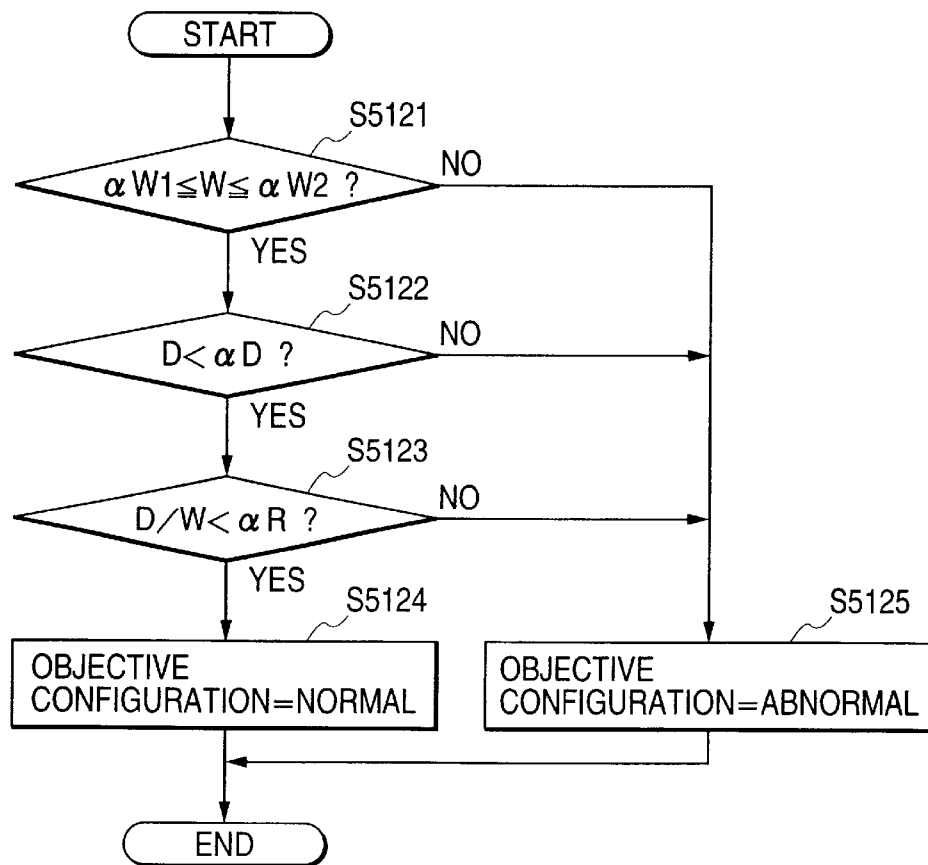 START
S5121
αW1≦W≦αW2 ?
NO
YES
S5122
D<αD ?
NO
YES
S5123
D/W<αR ?
NO
YES
S5124
OBJECTIVE
CONFIGURATION=NORMAL
S5125
OBJECTIVE
CONFIGURATION=ABNORMAL
END